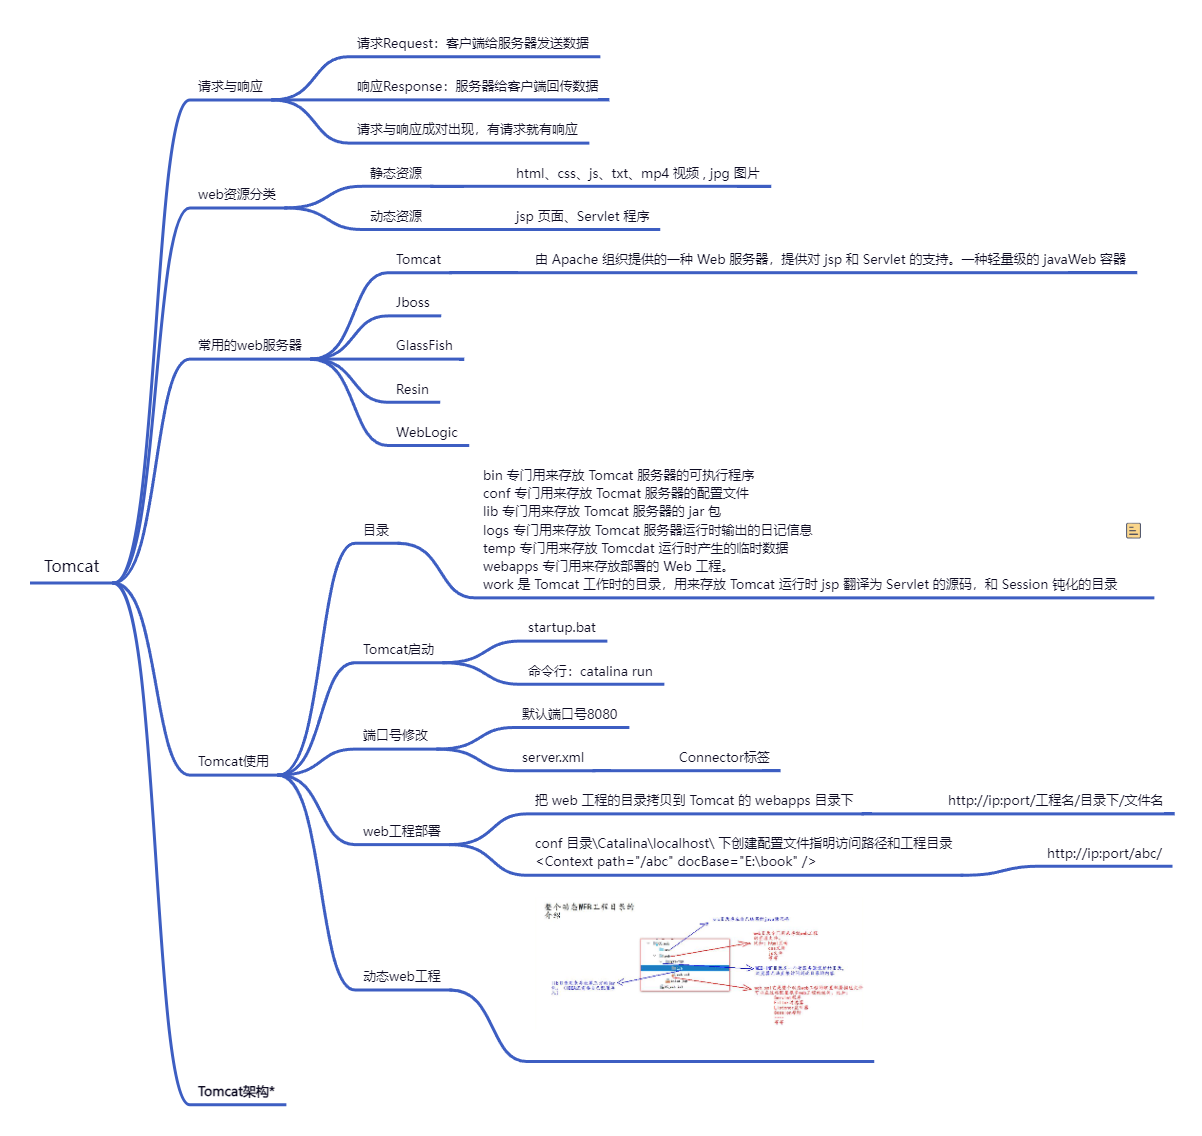 请求Request：客户端给服务器发送数据
请求与响应
响应Response：服务器给客户端回传数据
请求与响应成对出现，有请求就有响应
web资源分类
静态资源
html、css、js、txt、mp4 视频 , jpg 图片
动态资源
jsp 页面、Servlet 程序
常用的web服务器
Tomcat
由 Apache 组织提供的一种 Web 服务器，提供对 jsp 和 Servlet 的支持。一种轻量级的 javaWeb 容器
Jboss
GlassFish
Resin
WebLogic
Tomcat
Tomcat使用
目录
bin 专门用来存放 Tomcat 服务器的可执行程序
conf 专门用来存放 Tocmat 服务器的配置文件
lib 专门用来存放 Tomcat 服务器的 jar 包
logs 专门用来存放 Tomcat 服务器运行时输出的日记信息
temp 专门用来存放 Tomcdat 运行时产生的临时数据
webapps 专门用来存放部署的 Web 工程。
work 是 Tomcat 工作时的目录，用来存放 Tomcat 运行时 jsp 翻译为 Servlet 的源码，和 Session 钝化的目录
Tomcat启动
startup.bat
命令行：catalina run
端口号修改
默认端口号8080
server.xml
Connector标签
web工程部署
把 web 工程的目录拷贝到 Tomcat 的 webapps 目录下
http://ip:port/工程名/目录下/文件名
conf 目录\Catalina\localhost\ 下创建配置文件指明访问路径和工程目录
<Context path="/abc" docBase="E:\book" />
http://ip:port/abc/
动态web工程
整个动态WEB工程目录的
介绍
Tomcat架构*